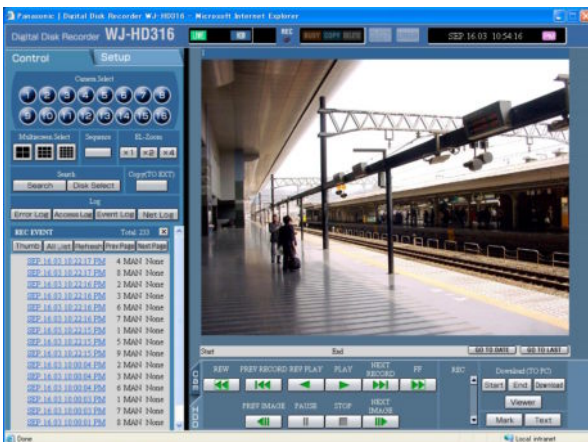 Panasonic | Digital Disk Recorder WJ-HD316 - Microsoft Internet Explorer
Digital Disk Recorder WJ-HD316
LIVE
REC
BUSY COPY
SEP 16.03 10:54:16
Control
Setup
Camera Select
1 2 3 4 5 6 7 8
9 10 11 12 13 14 15 16
Multiscreen Select
Sequence
EL-Zoom
×1 ×2 ×4
Search
Copy(TO EXT)
Search
Disk Select
Log
Error Log
Access Log
Event Log
Net Log
REC EVENT
Total: 233
Thumb
All List
Refresh
Prev Page
Next Page
SEP 16.03 10:22:17 PM 4 MAN None
SEP 16.03 10:22:17 PM 8 MAN None
SEP 16.03 10:22:16 PM 2 MAN None
SEP 16.03 10:22:16 PM 3 MAN None
SEP 16.03 10:22:16 PM 6 MAN None
SEP 16.03 10:22:16 PM 7 MAN None
SEP 16.03 10:22:15 PM 1 MAN None
SEP 16.03 10:22:15 PM 5 MAN None
SEP 16.03 10:22:15 PM 9 MAN None
SEP 16.03 10:00:04 PM 2 MAN None
SEP 16.03 10:00:04 PM 3 MAN None
SEP 16.03 10:00:03 PM 1 MAN None
SEP 16.03 10:00:03 PM 7 MAN None
SEP 16.03 10:00:01 PM 8 MAN None
Start
End
GO TO DATE
GO TO LAST
REW
PREV RECORD
REV PLAY
PLAY
NEXT RECORD
FF
REC
PREV IMAGE
PAUSE
STOP
NEXT IMAGE
Download(TO PC)
Start
End
Download
Viewer
Mark
Text
Done
Local intranet